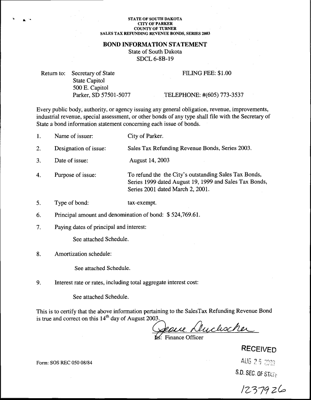 STATE OF SOUTH DAKOTA
CITY OF PARKER
COUNTY OF TURNER
SALES TAX REFUNDING REVENUE BONDS, SERIES 2003
BOND INFORMATION STATEMENT
State of South Dakota
SDCL 6-8B-19
Return to: Secretary of State FILING FEE: $1.00
State Capitol
500 E. Capitol
Parker, SD 57501-5077 TELEPHONE: #(605) 773-3537
Every public body, authority, or agency issuing any general obligation, revenue, improvements,
industrial revenue, special assessment, or other bonds of any type shall file with the Secretary of
State a bond information statement concerning each issue of bonds.
1. Name of issuer: City of Parker.
2. Designation of issue: Sales Tax Refunding Revenue Bonds, Series 2003.
3. Date of issue: August 14, 2003
4. Purpose of issue: To refund the the City's outstanding Sales Tax Bonds,
Series 1999 dated August 19, 1999 and Sales Tax Bonds,
Series 2001 dated March 2, 2001.
5. Type of bond: tax-exempt.
6. Principal amount and denomination of bond: $ 524,769.61.
7. Paying dates of principal and interest:
See attached Schedule.
8. Amortization schedule:
See attached Schedule.
9. Interest rate or rates, including total aggregate interest cost:
See attached Schedule.
This is to certify that the above information pertaining to the SalesTax Refunding Revenue Bond
is true and correct on this 14th day of August 2003.
Finance Officer
RECEIVED
Form: SOS REC 050 08/84
AUG 25
S.D. SEC. OF STATE
1237926